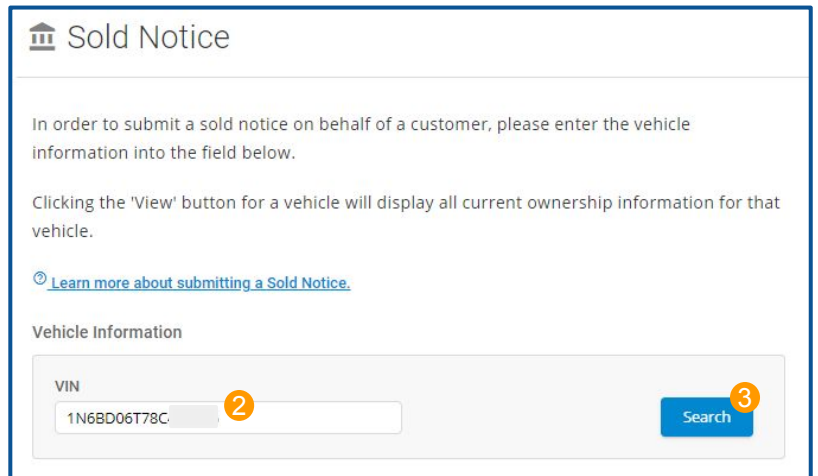 Sold Notice
In order to submit a sold notice on behalf of a customer, please enter the vehicle
information into the field below.
Clicking the 'View' button for a vehicle will display all current ownership information for that
vehicle.
Learn more about submitting a Sold Notice.
Vehicle Information
VIN
1N6BD06T78C
2
3
Search